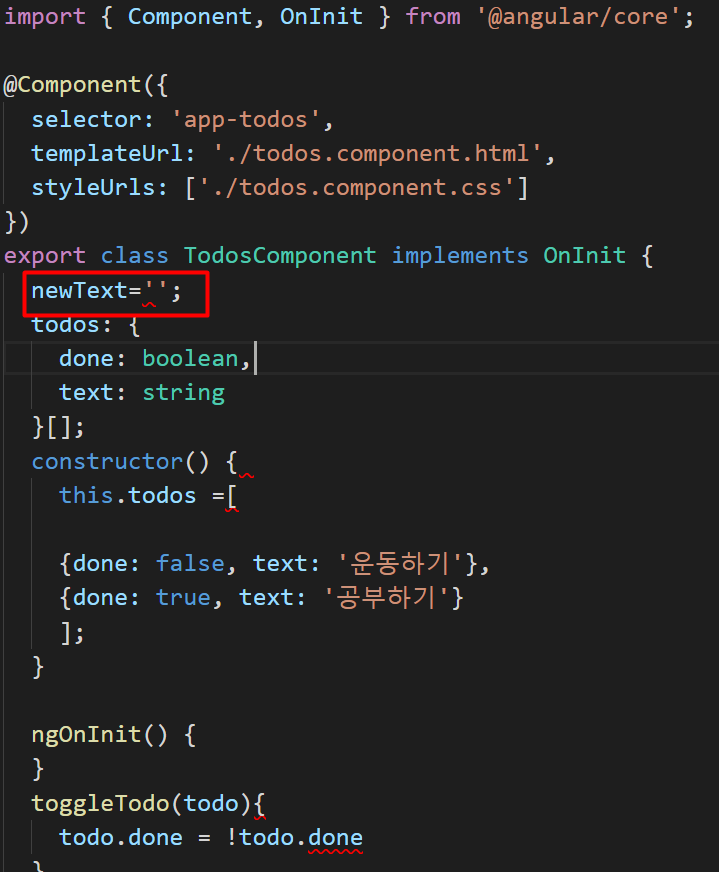 import { Component, OnInit } from '@angular/core';
@Component({
selector: 'app-todos',
templateUrl: './todos.component.html',
styleUrls: ['./todos.component.css']
})
export class TodosComponent implements OnInit {
newText='';
todos: {
done: boolean,
text: string
}[];
constructor() {
this.todos =[
{done: false, text: '운동하기'},
{done: true, text: '공부하기'}
];
}
ngOnInit() {
}
toggleTodo(todo){
todo.done = !todo.done
}